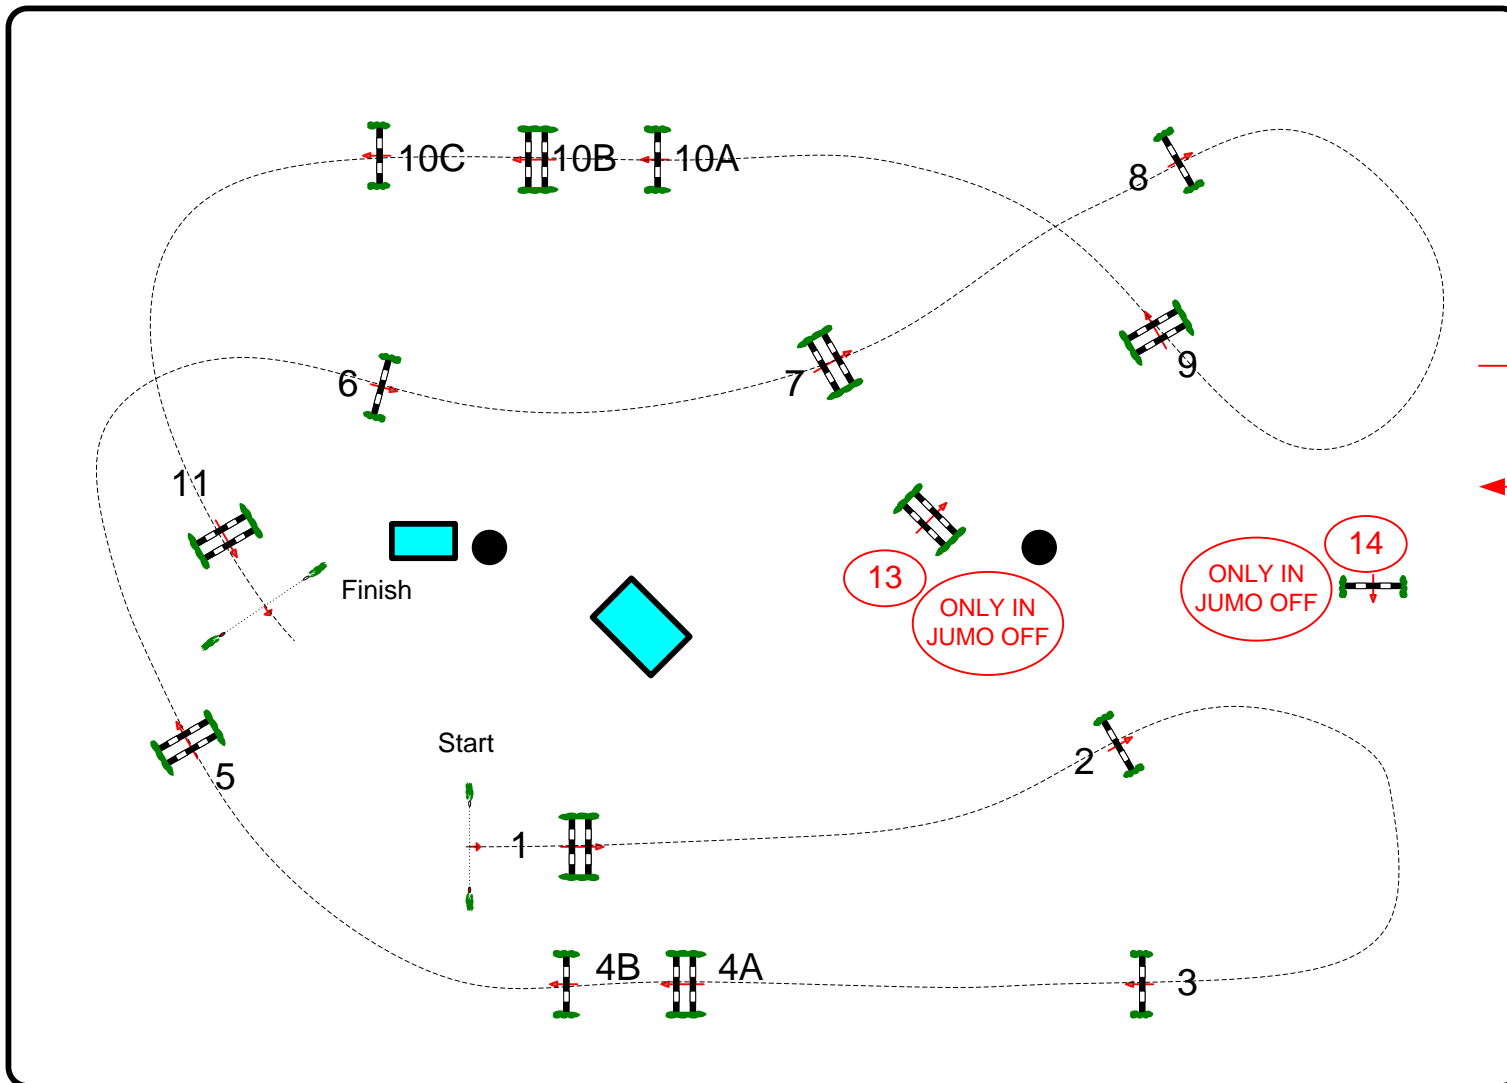 10C
10B
10A
8
6
7
9
11
Finish
13
ONLY IN
JUMO OFF
14
ONLY IN
JUMO OFF
Start
2
5
1
4B
4A
3